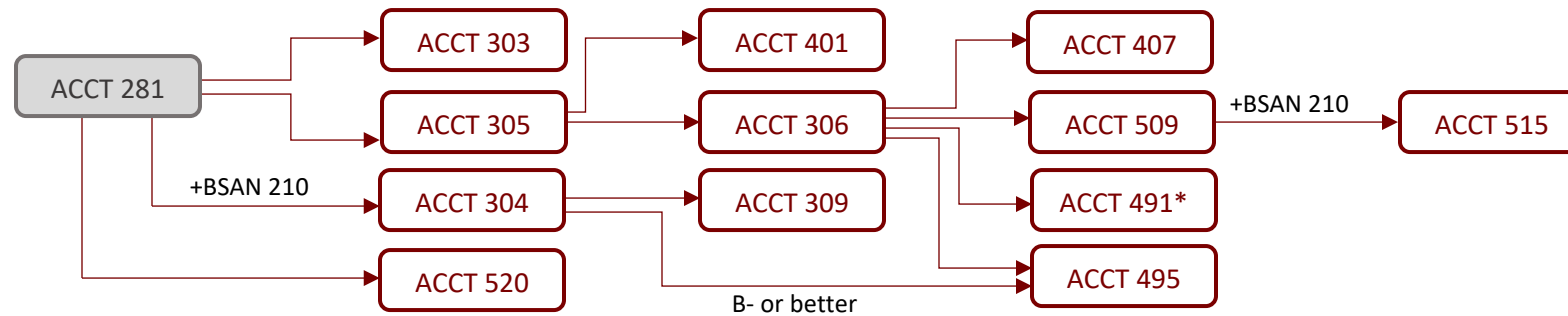 ACCT 303
ACCT 401
ACCT 407
ACCT 281
ACCT 305
ACCT 306
ACCT 509
+BSAN 210
ACCT 515
+BSAN 210
ACCT 304
ACCT 309
ACCT 491*
ACCT 520
B- or better
ACCT 495